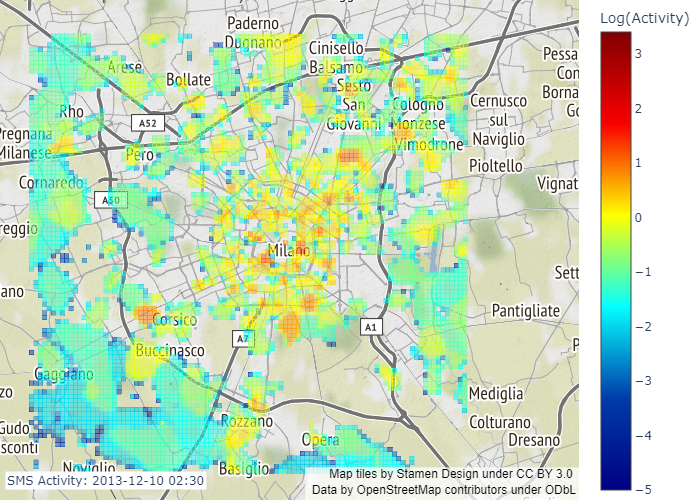 Log(Activity)
3
2
1
0
−1
−2
−3
−4
−5
Paderno
Dugnano
Cinisello
Balsamo
Arese
Bollate
Sesto
San
Giovanni
Cologno
Monzese
Cernusco
sul
Naviglio
Pessa
Con
Borna
Go
Rho
A52
Pregnana
Milanese
Pero
Vimodrone
Pioltello
Vignat
Cornaredo
A50
reggio
Milano
Sett
ano
Pantigliate
Corsico
A7
A1
P
Buccinasco
Gaggiano
Mediglia
zo
Rozzano
Colturano
Dresano
Gudo
sconti
Opera
Noviglio
Basiglio
SMS Activity: 2013-12-10 02:30
Map tiles by Stamen Design under CC BY 3.0
Data by OpenStreetMap contributors under ODbL